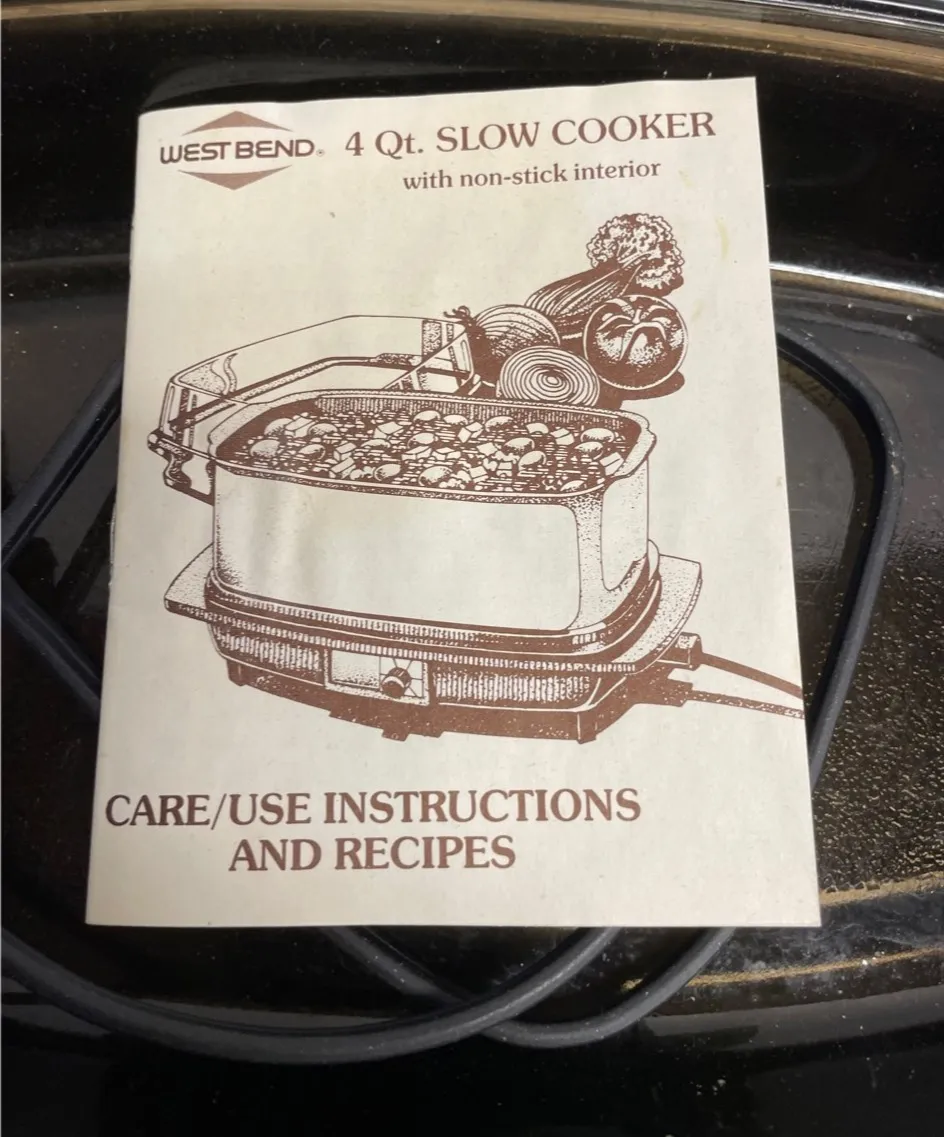 WEST BEND® 4 Qt. SLOW COOKER
with non-stick interior
CARE/USE INSTRUCTIONS
AND RECIPES